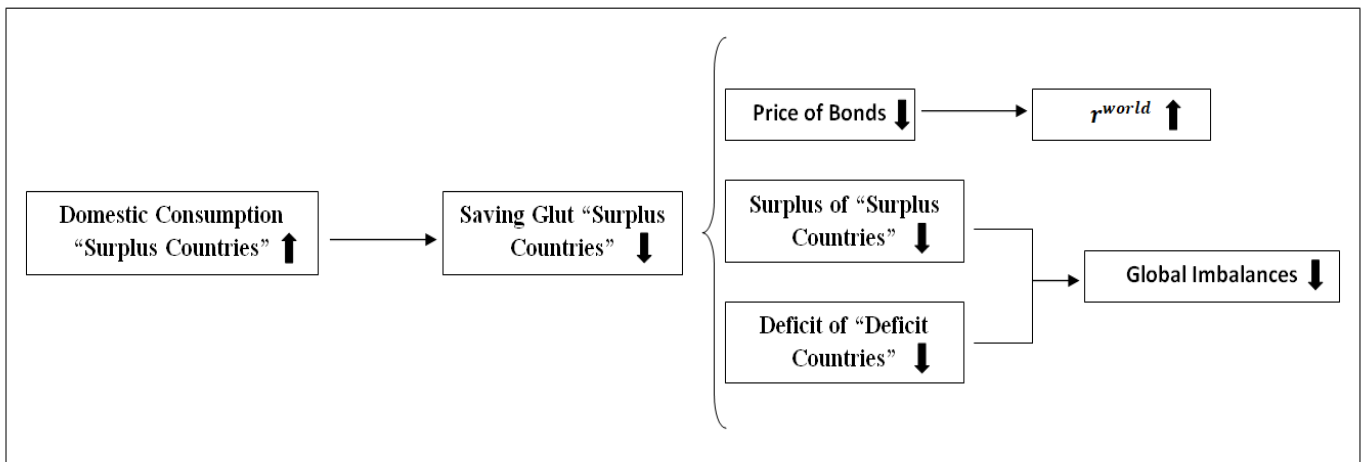 Domestic Consumption
“Surplus Countries”
Saving Glut “Surplus
Countries”
Price of Bonds
r^world
Surplus of “Surplus
Countries”
Deficit of “Deficit
Countries”
Global Imbalances